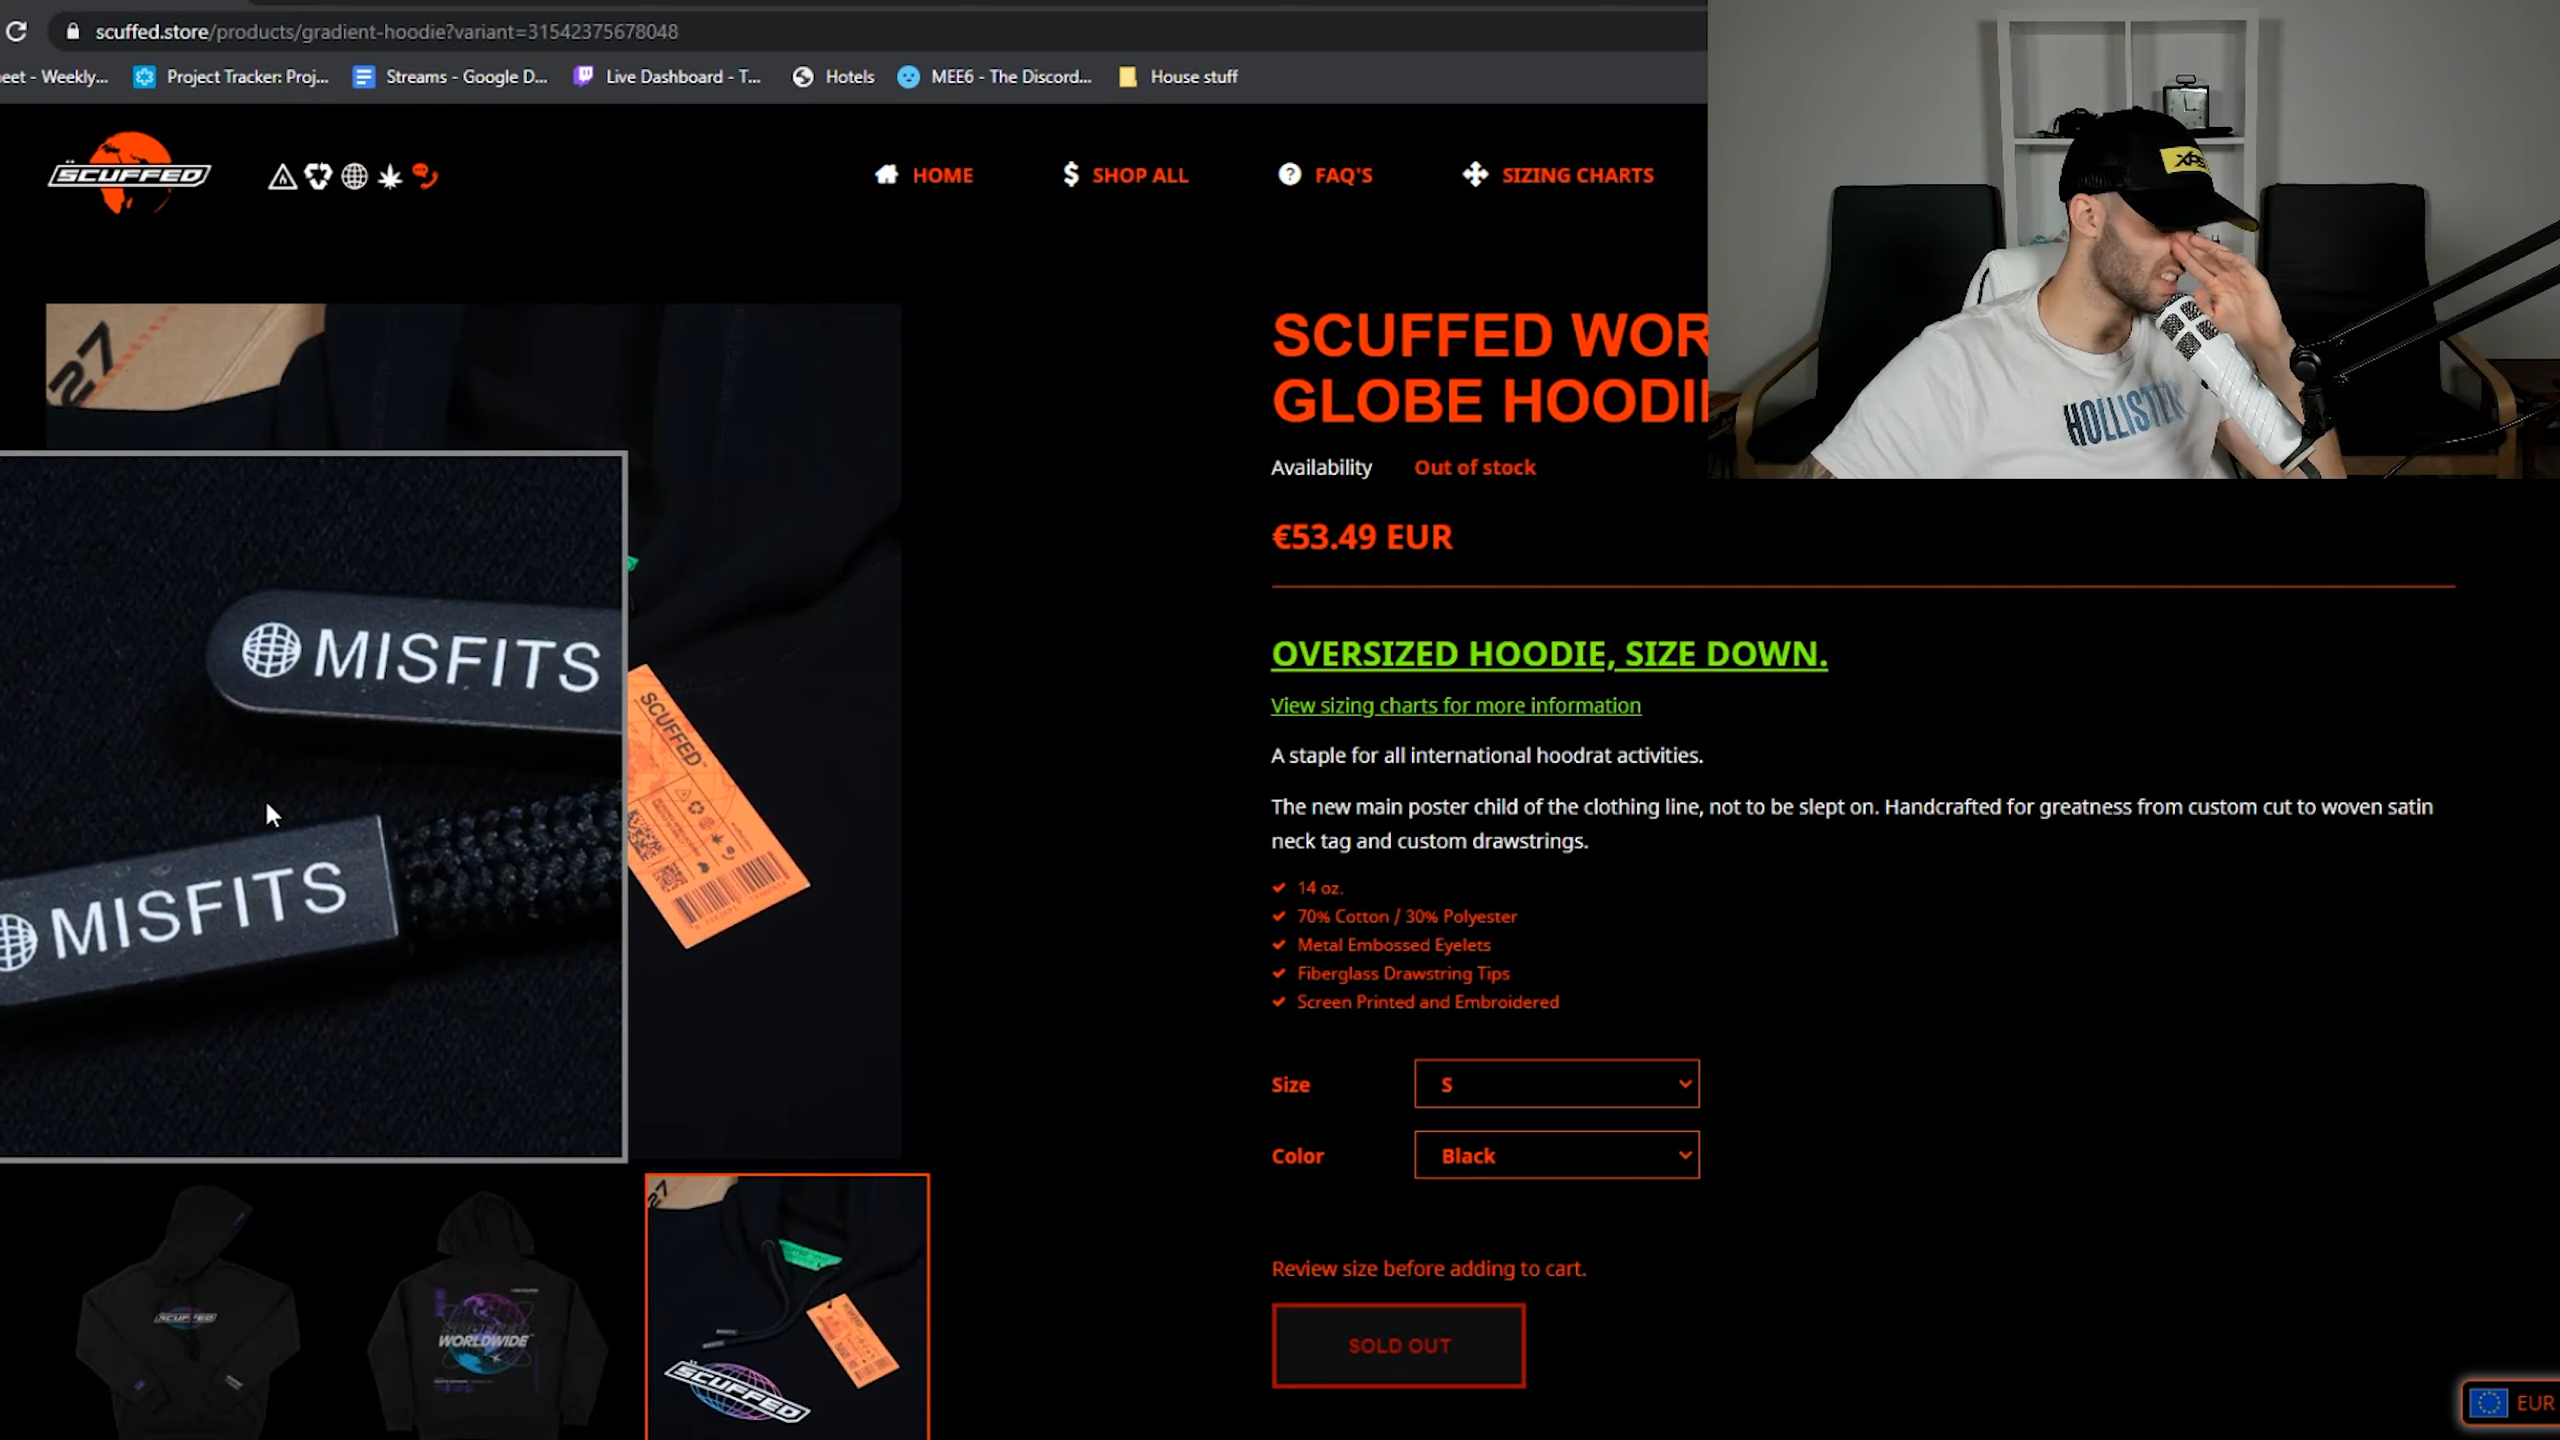 scuffed.store/products/gradient-hoodie?variant=31542375678048
eet - Weekly... Project Tracker: Proj... Streams - Google D... Live Dashboard - T... Hotels MEE6 - The Discord... House stuff
SCUFFED
HOME
$ SHOP ALL
? FAQ'S
SIZING CHARTS
XPS
HOLLISTER
27
SCUFFED WOR
GLOBE HOODI
Availability Out of stock
€53.49 EUR
MISFITS
MISFITS
SCUFFED
OVERSIZED HOODIE, SIZE DOWN.
View sizing charts for more information
A staple for all international hoodrat activities.
The new main poster child of the clothing line, not to be slept on. Handcrafted for greatness from custom cut to woven satin
neck tag and custom drawstrings.
14 oz.
70% Cotton / 30% Polyester
Metal Embossed Eyelets
Fiberglass Drawstring Tips
Screen Printed and Embroidered
Size S
Color Black
Review size before adding to cart.
SOLD OUT
SCUFFED
WORLDWIDE
27
SCUFFED
EUR